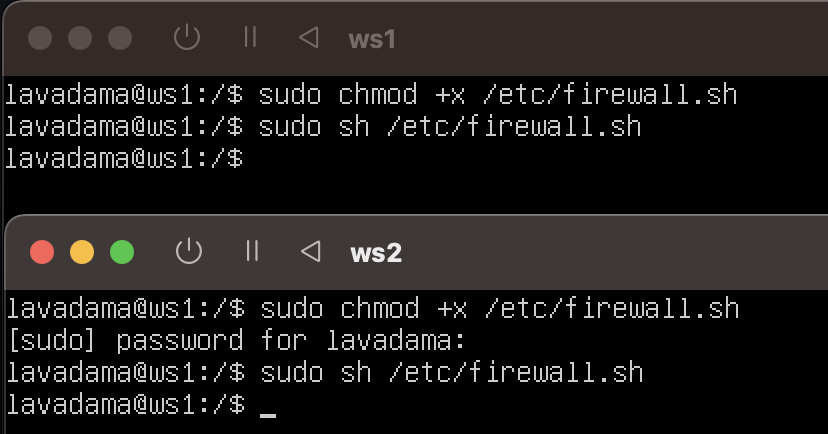 ws1
lavadama@ws1:/$ sudo chmod +x /etc/firewall.sh
lavadama@ws1:/$ sudo sh /etc/firewall.sh
lavadama@ws1:/$
ws2
lavadama@ws1:/$ sudo chmod +x /etc/firewall.sh
[sudo] password for lavadama:
lavadama@ws1:/$ sudo sh /etc/firewall.sh
lavadama@ws1:/$ _